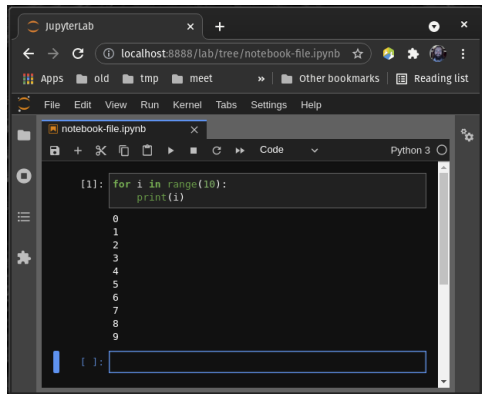 JupyterLab
localhost:8888/lab/tree/notebook-file.ipynb
Apps old tmp meet » Other bookmarks Reading list
File Edit View Run Kernel Tabs Settings Help
notebook-file.ipynb
Code Python 3
[1]: for i in range(10):
print(i)
0
1
2
3
4
5
6
7
8
9
[ ]: